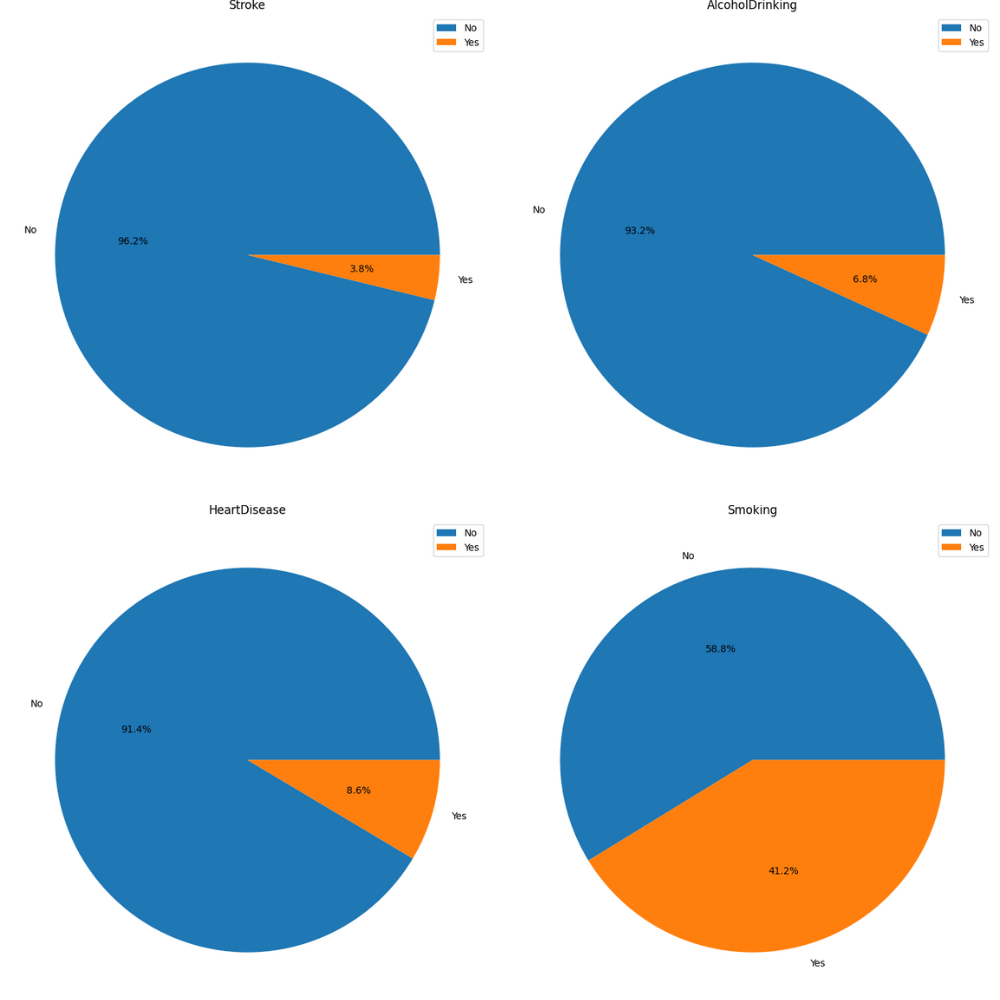 Stroke
No
Yes
No
96.2%
3.8%
Yes
AlcoholDrinking
No
Yes
No
93.2%
6.8%
Yes
HeartDisease
No
Yes
No
91.4%
8.6%
Yes
Smoking
No
Yes
No
58.8%
41.2%
Yes